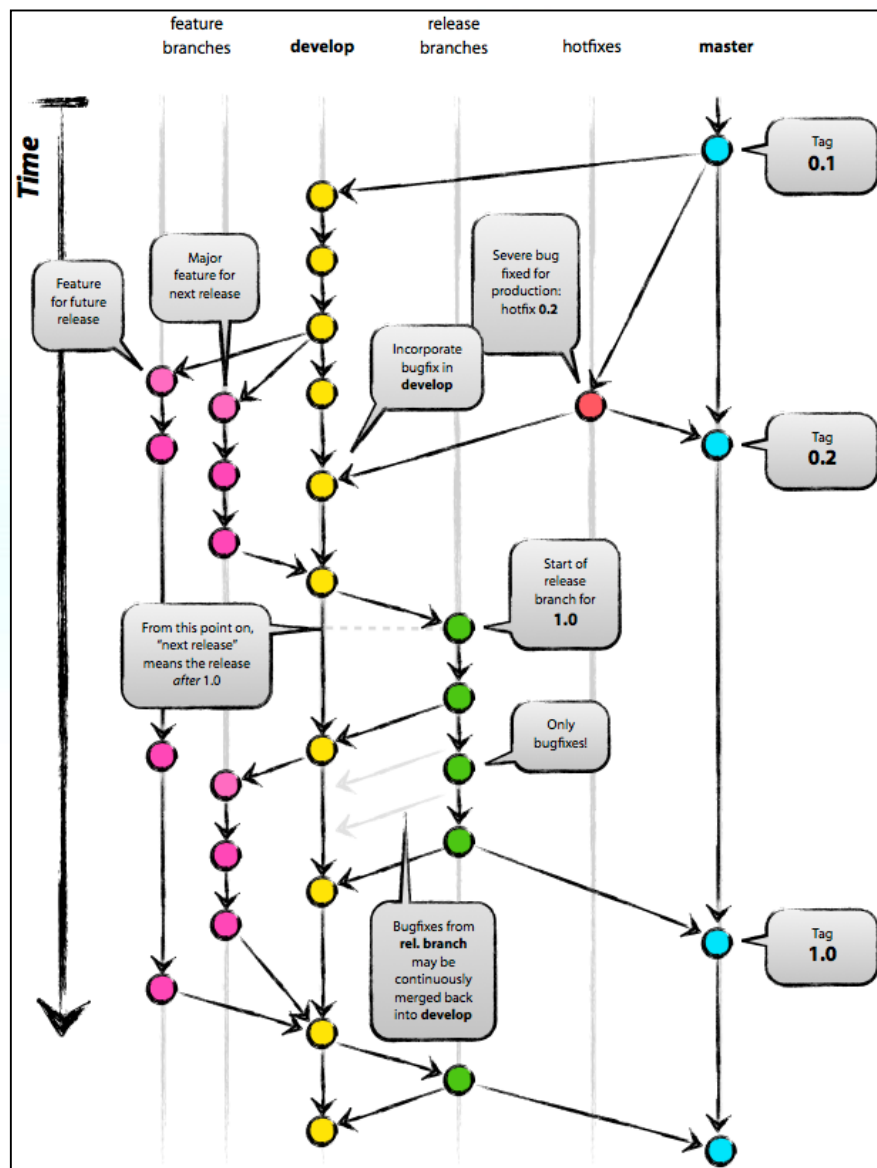 feature
branches
develop
release
branches
hotfixes
master
Time
Tag
0.1
Major
feature for
next release
Feature
for future
release
Severe bug
fixed for
production:
hotfix 0.2
Incorporate
bugfix in
develop
Tag
0.2
Start of
release
branch for
1.0
From this point on,
“next release”
means the release
after 1.0
Only
bugfixes!
Bugfixes from
rel. branch
may be
continuously
merged back
into develop
Tag
1.0